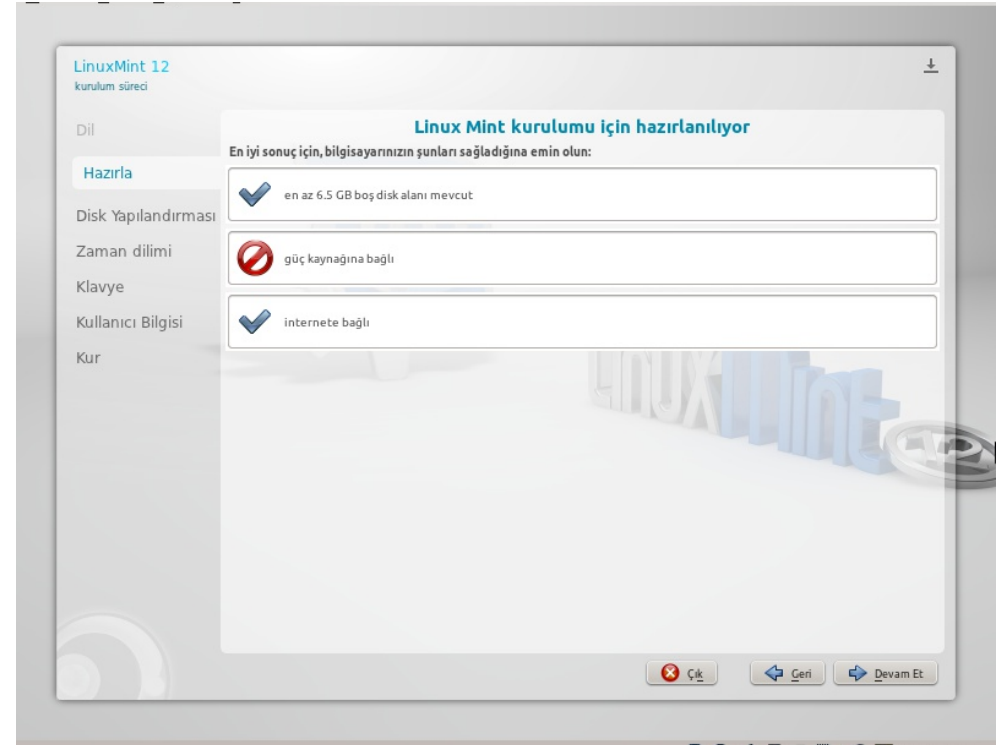 LinuxMint 12
kurulum süreci
Dil
Hazırla
Disk Yapılandırması
Zaman dilimi
Klavye
Kullanıcı Bilgisi
Kur
Linux Mint kurulumu için hazırlanılıyor
En iyi sonuç için, bilgisayarınızın şunları sağladığına emin olun:
en az 6.5 GB boş disk alanı mevcut
güç kaynağına bağlı
internete bağlı
LinuxMint
12
Çık
Geri
Devam Et